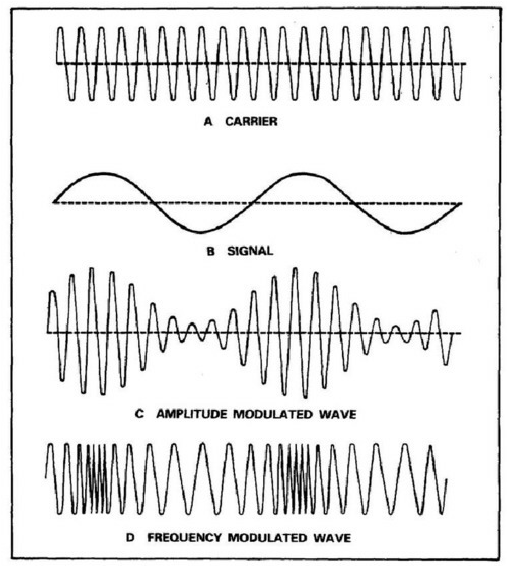 A CARRIER
B SIGNAL
C AMPLITUDE MODULATED WAVE
D FREQUENCY MODULATED WAVE